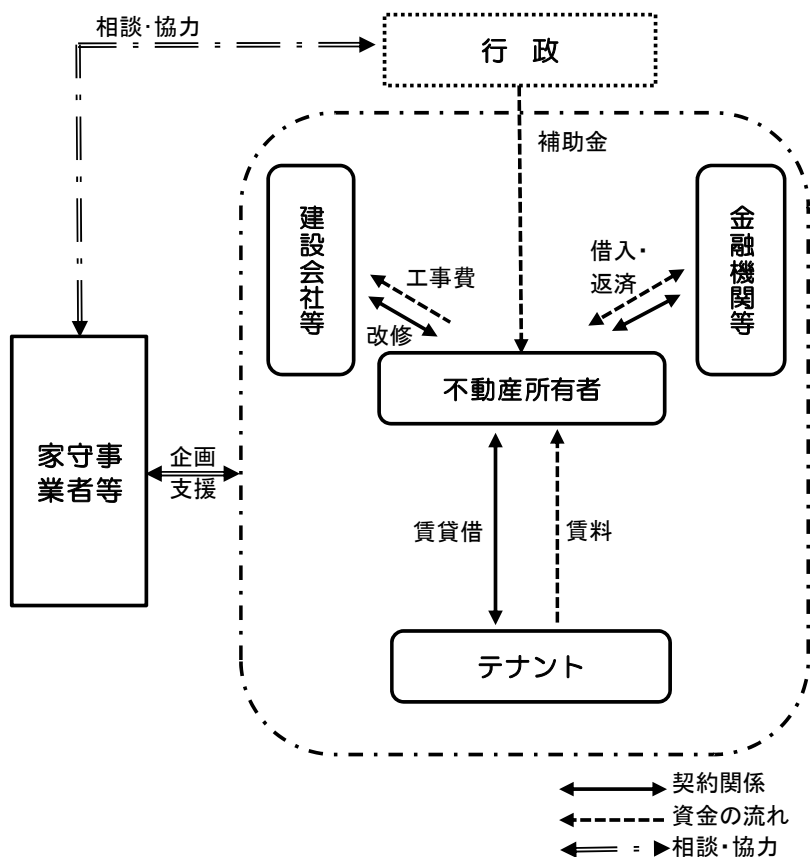 相談・協力
行 政
補助金
建設会社等
金融機関等
工事費
改修
借入・
返済
不動産所有者
家守事
業者等
企画
支援
賃貸借
賃料
テナント
契約関係
資金の流れ
相談・協力